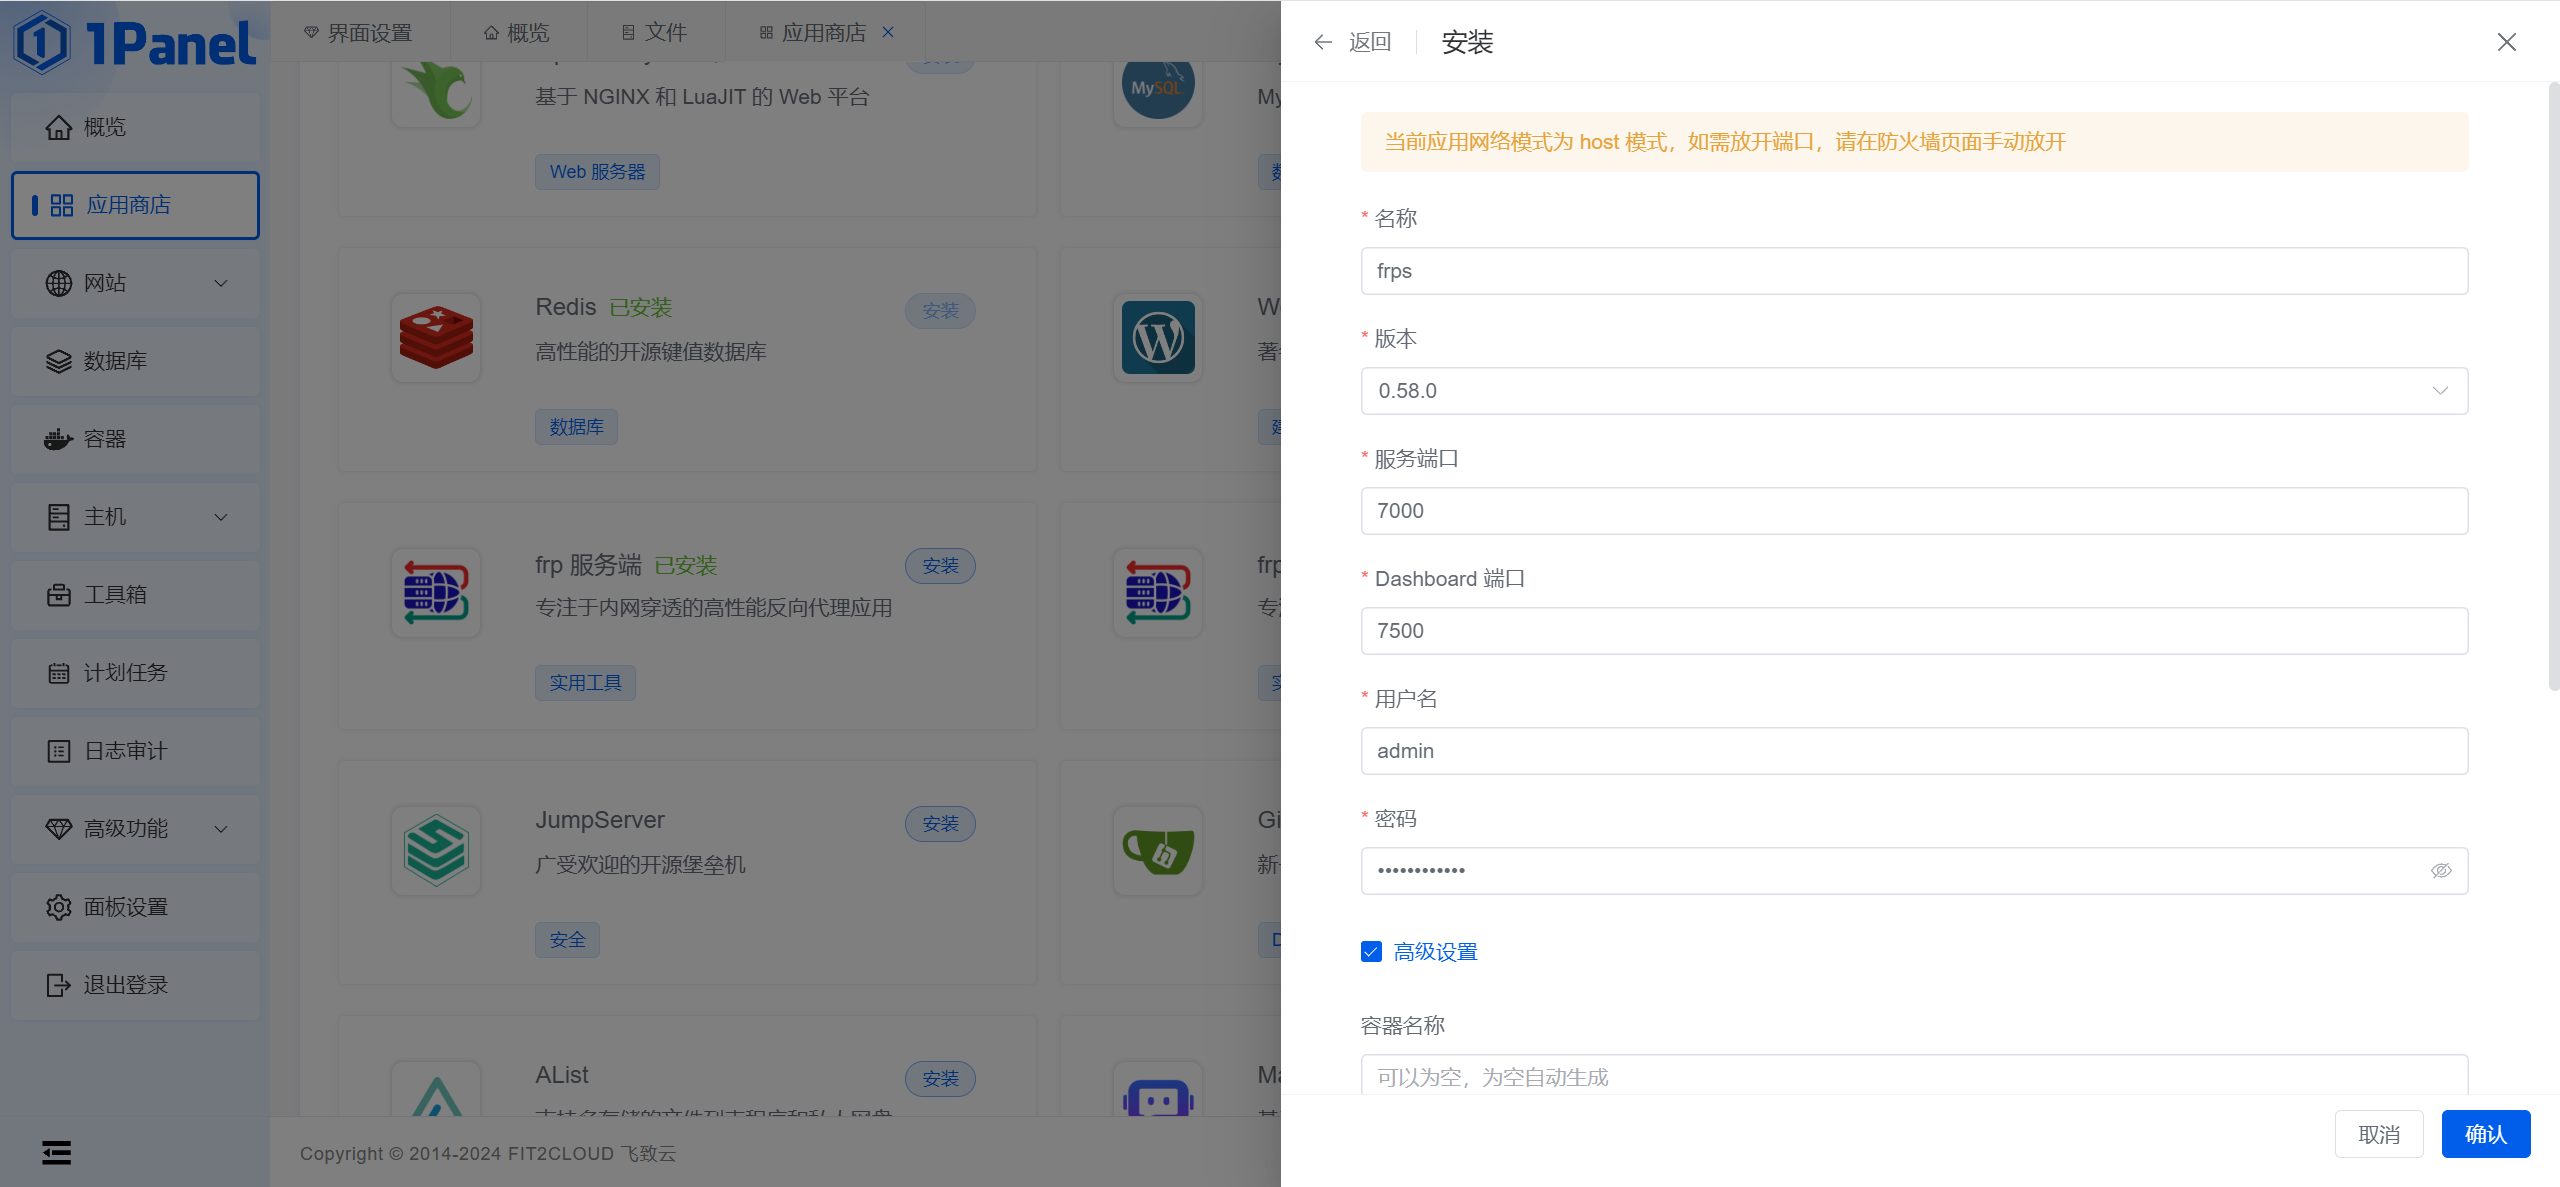 1Panel
概览
应用商店
网站
数据库
容器
主机
工具箱
计划任务
日志审计
高级功能
面板设置
退出登录
界面设置
概览
文件
应用商店
基于 NGINX 和 LuaJIT 的 Web 平台
Web 服务器
MySQL
My
Redis 已安装
安装
高性能的开源键值数据库
数据库
frp 服务端 已安装
安装
专注于内网穿透的高性能反向代理应用
实用工具
frp
JumpServer
安装
广受欢迎的开源堡垒机
安全
Gi
AList
安装
Ma
Copyright © 2014-2024 FIT2CLOUD 飞致云
返回
安装
当前应用网络模式为 host 模式，如需放开端口，请在防火墙页面手动放开
* 名称
frps
* 版本
0.58.0
* 服务端口
7000
* Dashboard 端口
7500
* 用户名
admin
* 密码
••••••••••••
高级设置
容器名称
可以为空，为空自动生成
取消
确认